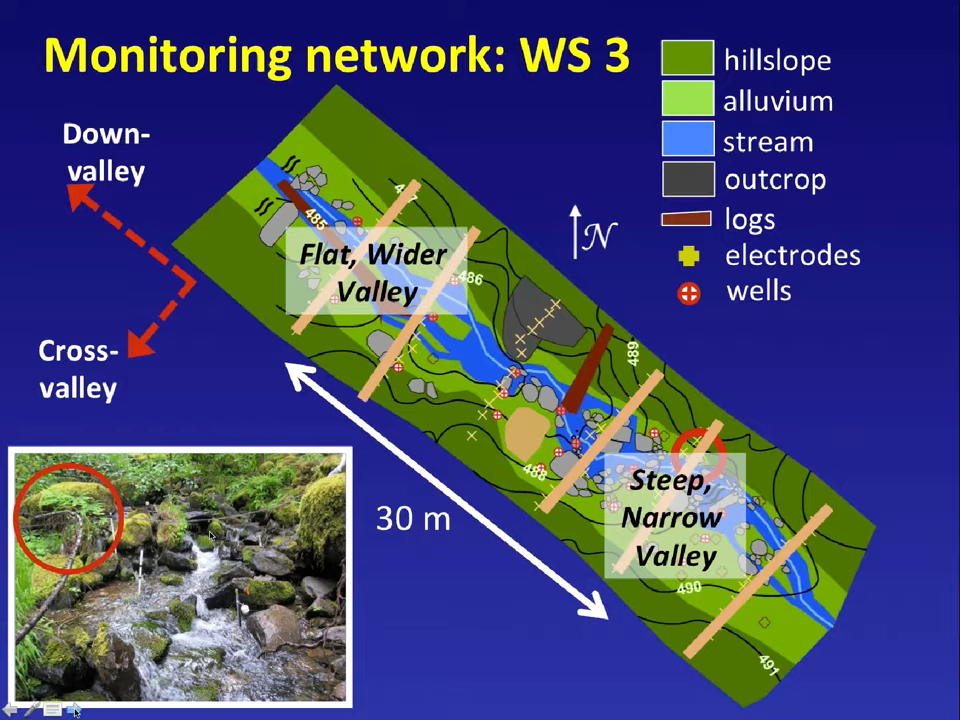 Monitoring network: WS 3
hillslope
alluvium
stream
outcrop
logs
electrodes
wells
Down-
valley
Cross-
valley
N
485
Flat, Wider
Valley
486
489
488
Steep,
Narrow
Valley
490
491
30 m